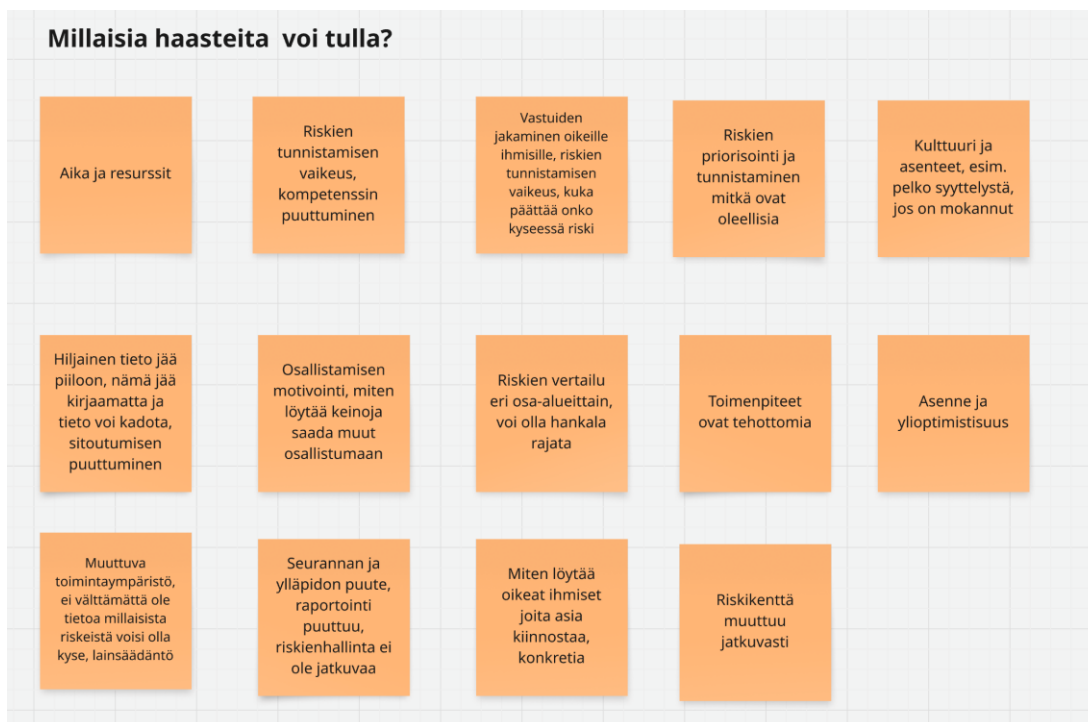 Millaisia haasteita voi tulla?
Aika ja resurssit
Riskien
tunnistamisen
vaikeus,
kompetenssin
puuttuminen
Vastuiden
jakaminen oikeille
ihmisille, riskien
tunnistamisen
vaikeus, kuka
päättää onko
kyseessä riski
Riskien
priorisointi ja
tunnistaminen
mitkä ovat
oleellisia
Kulttuuri ja
asenteet, esim.
pelko syyttelystä,
jos on mokannut
Hiljainen tieto jää
piiloon, nämä jää
kirjaamatta ja
tieto voi kadota,
sitoutumisen
puuttuminen
Osallistamisen
motivointi, miten
löytää keinoja
saada muut
osallistumaan
Riskien vertailu
eri osa-alueittain,
voi olla hankala
rajata
Toimenpiteet
ovat tehottomia
Asenne ja
ylioptimistisuus
Muuttuva
toimintaympäristö,
ei välttämättä ole
tietoa millaisista
riskeistä voisi olla
kyse, lainsäädäntö
Seurannan ja
ylläpidon puute,
raportointi
puuttuu,
riskienhallinta ei
ole jatkuvaa
Miten löytää
oikeat ihmiset
joita asia
kiinnostaa,
konkretia
Riskikenttä
muuttuu
jatkuvasti